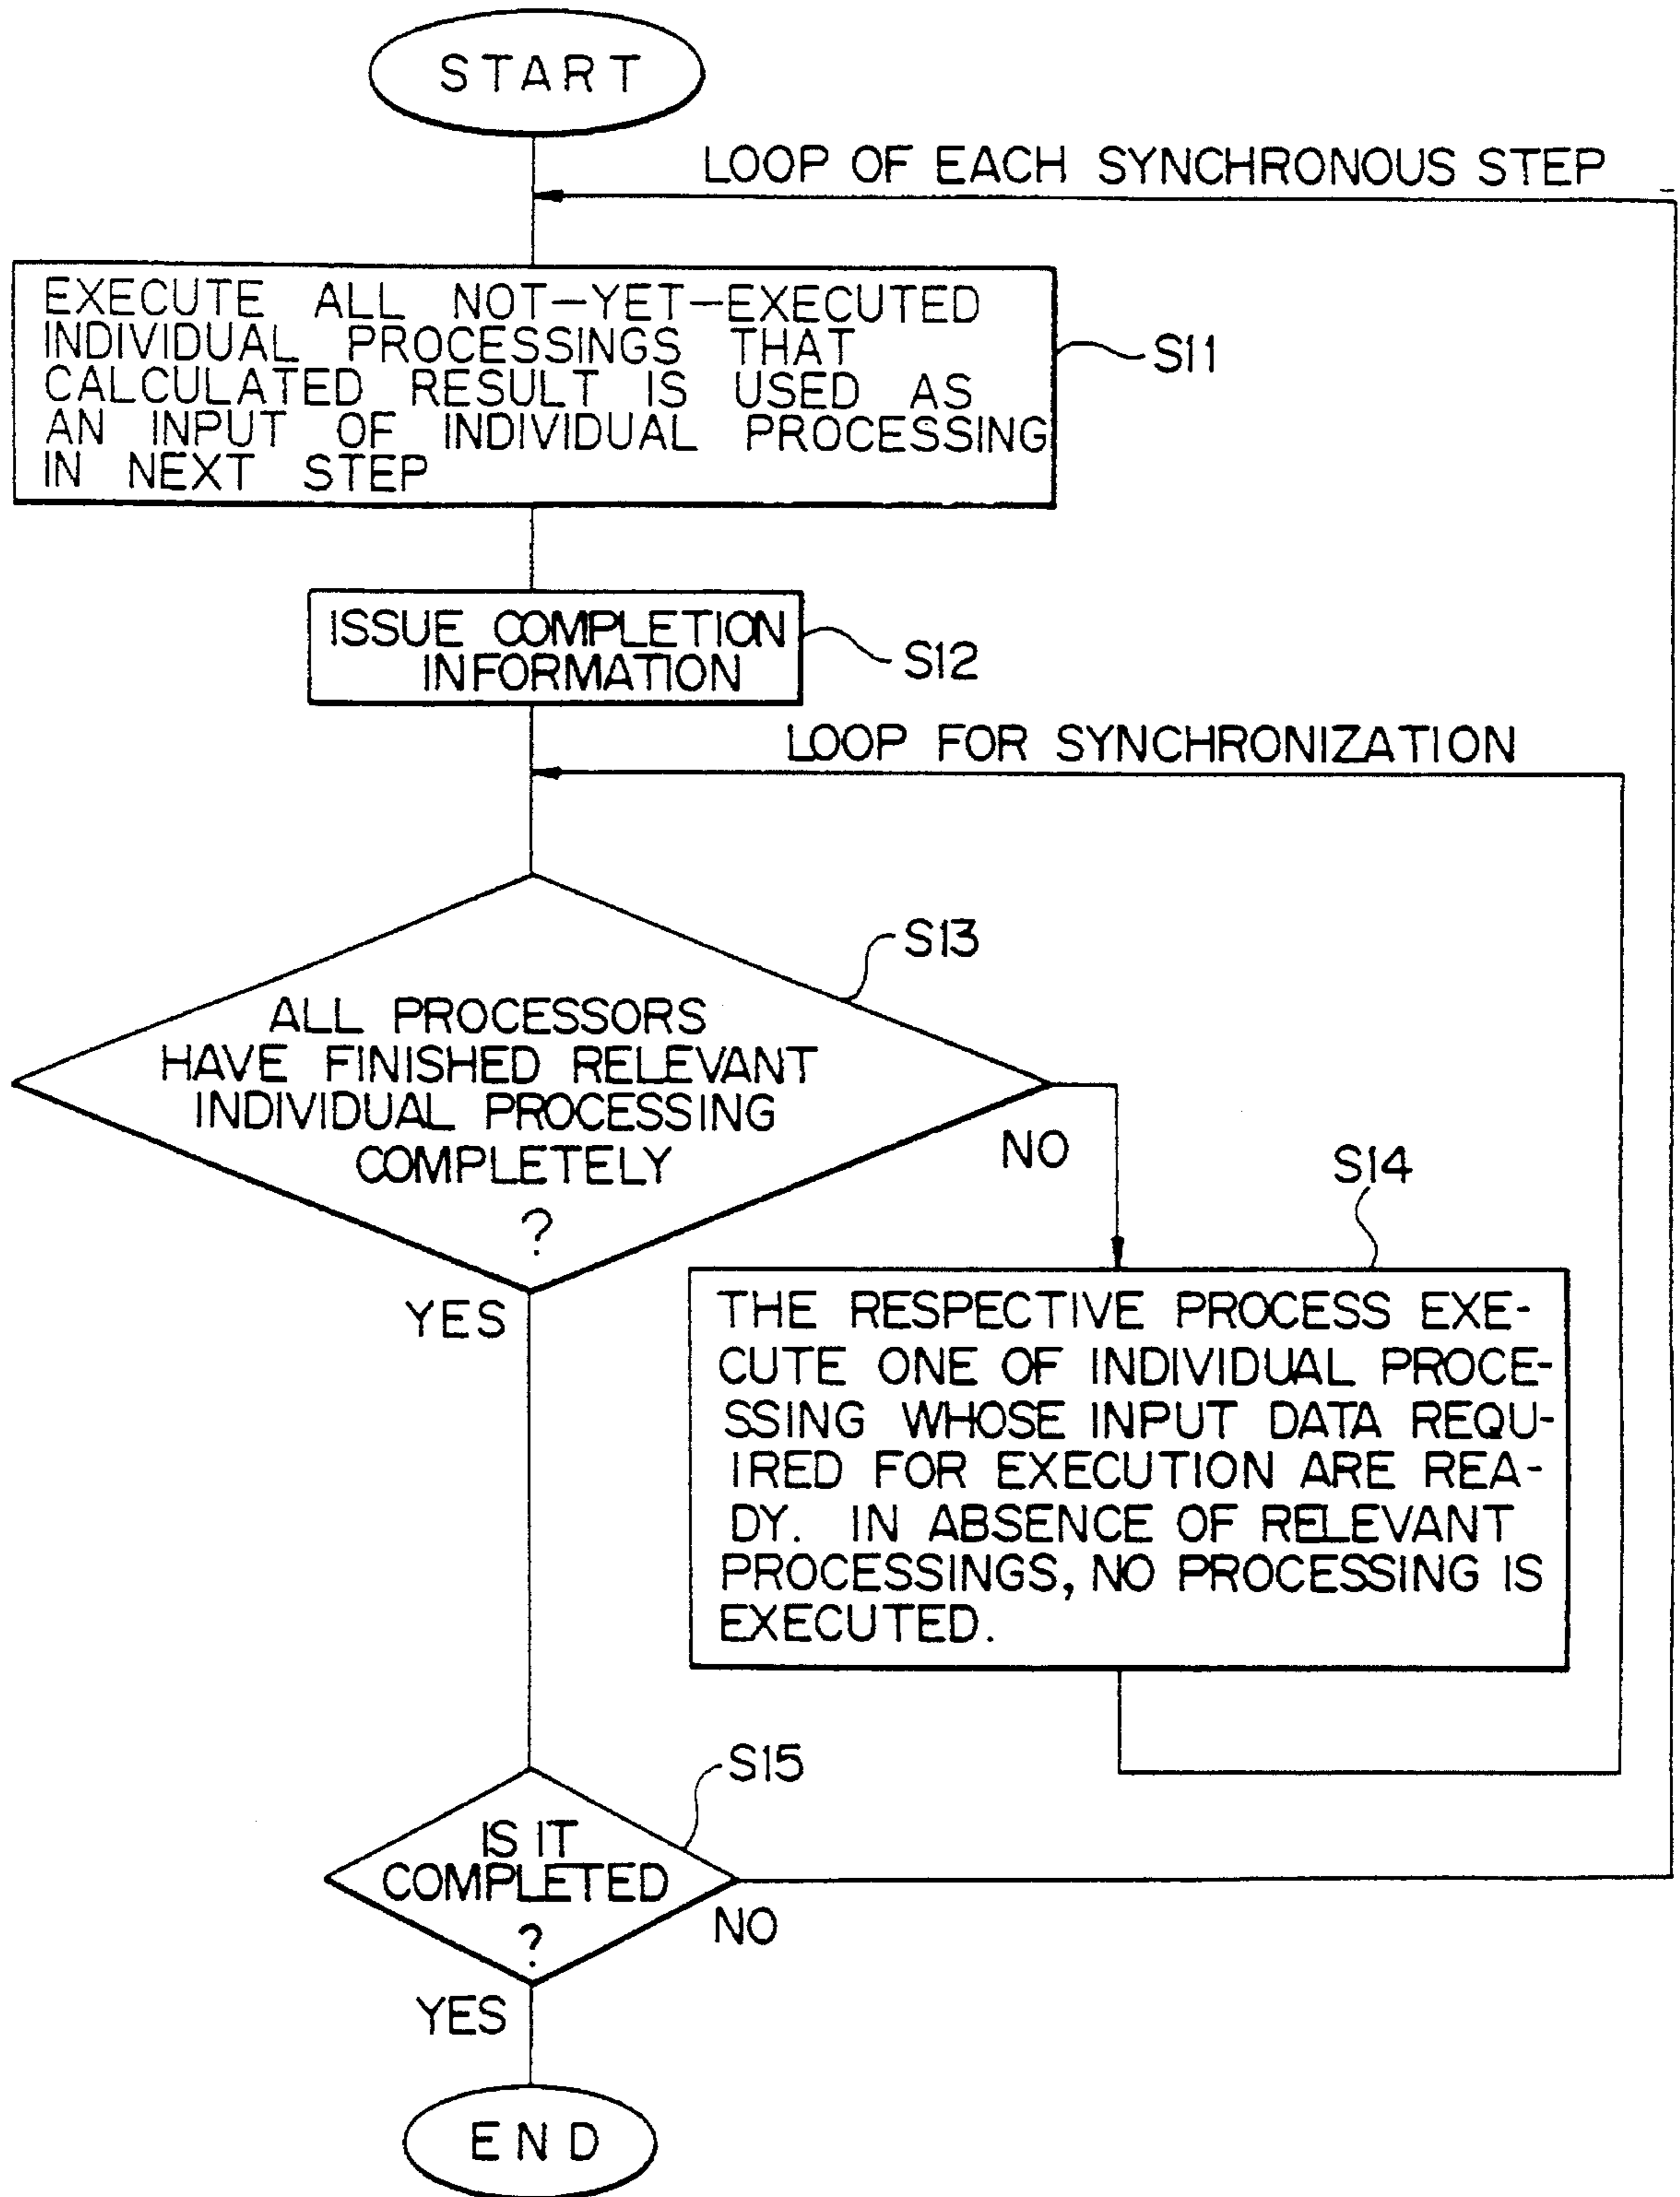 START
LOOP OF EACH SYNCHRONOUS STEP
EXECUTE ALL NOT-YET-EXECUTED
INDIVIDUAL PROCESSINGS THAT
CALCULATED RESULT IS USED AS
AN INPUT OF INDIVIDUAL PROCESSING
IN NEXT STEP
S11
ISSUE COMPLETION
INFORMATION
S12
LOOP FOR SYNCHRONIZATION
S13
ALL PROCESSORS
HAVE FINISHED RELEVANT
INDIVIDUAL PROCESSING
COMPLETELY
?
NO
YES
S14
THE RESPECTIVE PROCESS EXE-
CUTE ONE OF INDIVIDUAL PROCE-
SSING WHOSE INPUT DATA REQU-
IRED FOR EXECUTION ARE REA-
DY. IN ABSENCE OF RELEVANT
PROCESSINGS, NO PROCESSING IS
EXECUTED.
S15
IS IT
COMPLETED
?
NO
YES
END